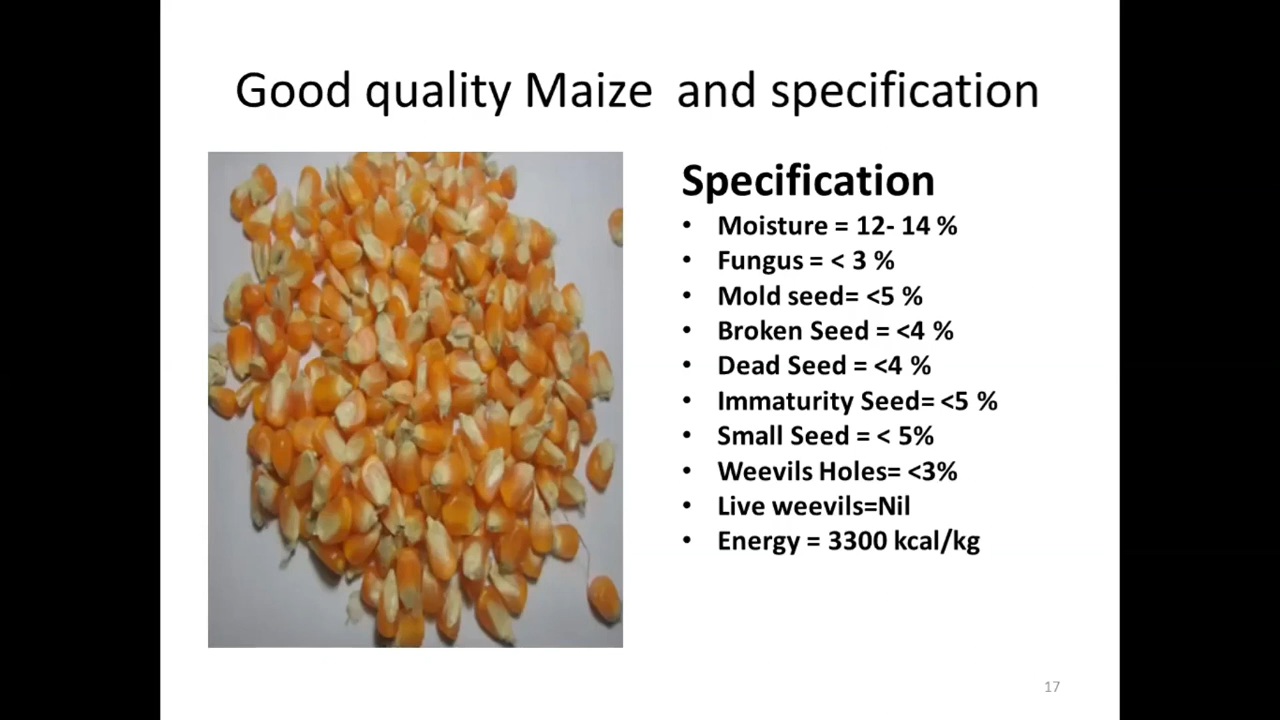 Good quality Maize  and specification
Specification
• Moisture = 12- 14 %
• Fungus = < 3 %
• Mold seed= <5 %
• Broken Seed = <4 %
• Dead Seed = <4 %
• Immaturity Seed= <5 %
• Small Seed = < 5%
• Weevils Holes= <3%
• Live weevils=Nil
• Energy = 3300 kcal/kg
17